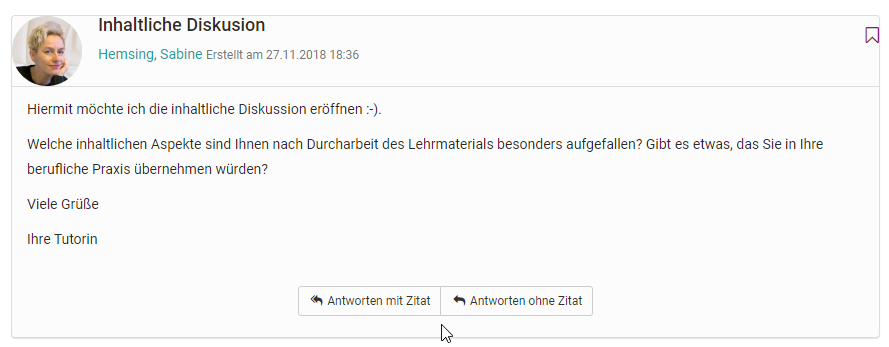 Inhaltliche Diskusion
Hemsing, Sabine Erstellt am 27.11.2018 18:36
Hiermit möchte ich die inhaltliche Diskussion eröffnen :-).
Welche inhaltlichen Aspekte sind Ihnen nach Durcharbeit des Lehrmaterials besonders aufgefallen? Gibt es etwas, das Sie in Ihre
berufliche Praxis übernehmen würden?
Viele Grüße
Ihre Tutorin
Antworten mit Zitat Antworten ohne Zitat